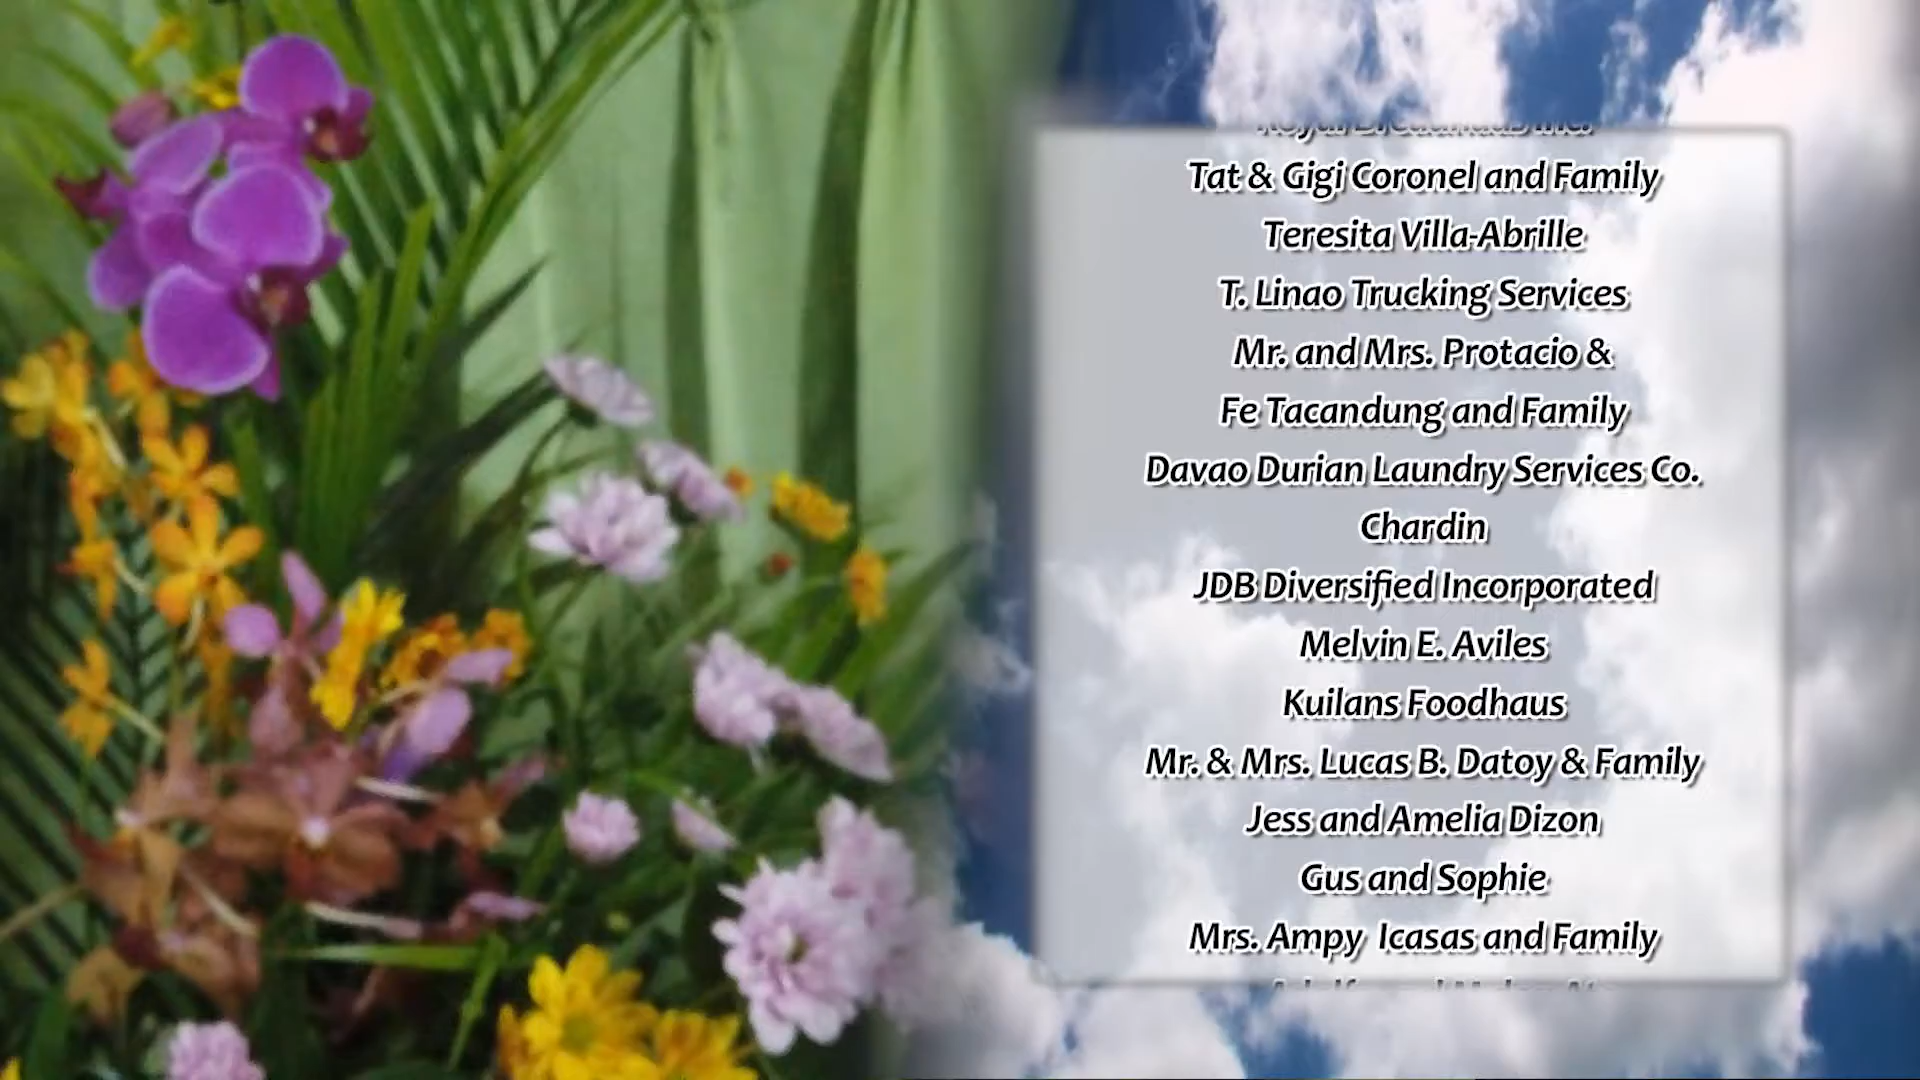 Tat & Gigi Coronel and Family
Teresita Villa-Abrille
T. Linao Trucking Services
Mr. and Mrs. Protacio &
Fe Tacandung and Family
Davao Durian Laundry Services Co.
Chardin
JDB Diversified Incorporated
Melvin E. Aviles
Kuilans Foodhaus
Mr. & Mrs. Lucas B. Datoy & Family
Jess and Amelia Dizon
Gus and Sophie
Mrs. Ampy Icasas and Family